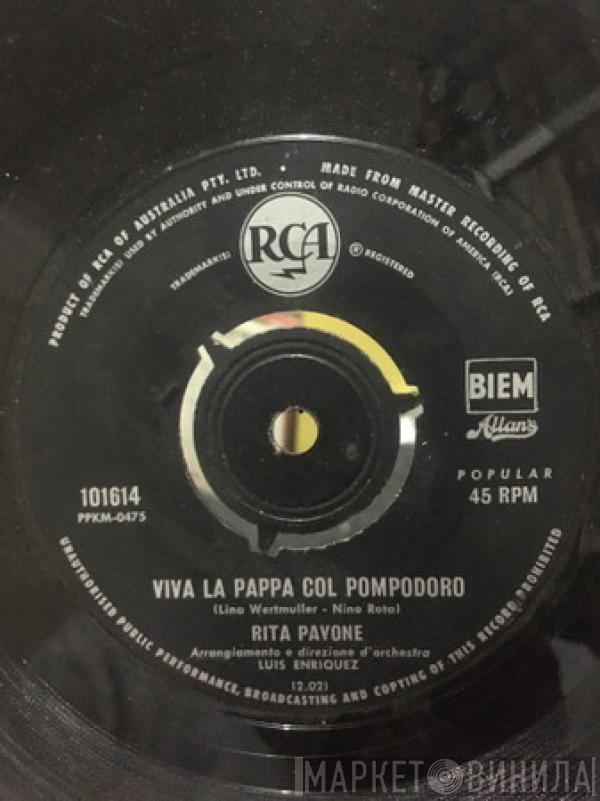 PRODUCT OF RCA OF AUSTRALIA PTY. LTD. • MADE FROM MASTER RECORDING OF RCA
TRADEMARK(S) USED BY AUTHORITY AND UNDER CONTROL OF RADIO CORPORATION OF AMERICA (RCA)
RCA
TRADEMARK(S) ® REGISTERED
BIEM
Allan's
POPULAR
101614 45 RPM
PPKM-0475
VIVA LA PAPPA COL POMPODORO
(Lina Wertmuller - Nino Rota)
RITA PAVONE
Arrangiamento e direzione d'orchestra
LUIS ENRIQUEZ
(2.02)
UNAUTHORISED PUBLIC PERFORMANCE, BROADCASTING AND COPYING OF THIS RECORD PROHIBITED
МАРКЕТ ВИНИЛА